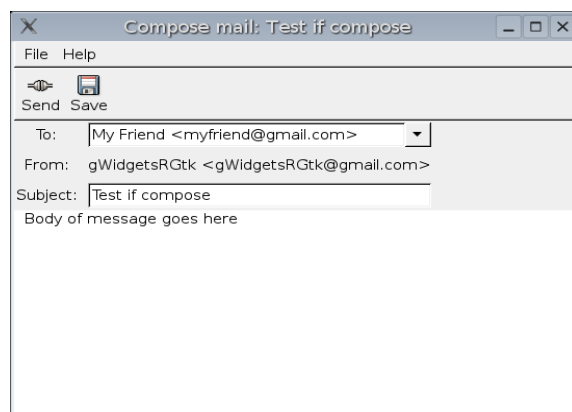 Compose mail: Test if compose
File Help
Send Save
To: My Friend <myfriend@gmail.com>
From: gWidgetsRGtk <gWidgetsRGtk@gmail.com>
Subject: Test if compose
Body of message goes here